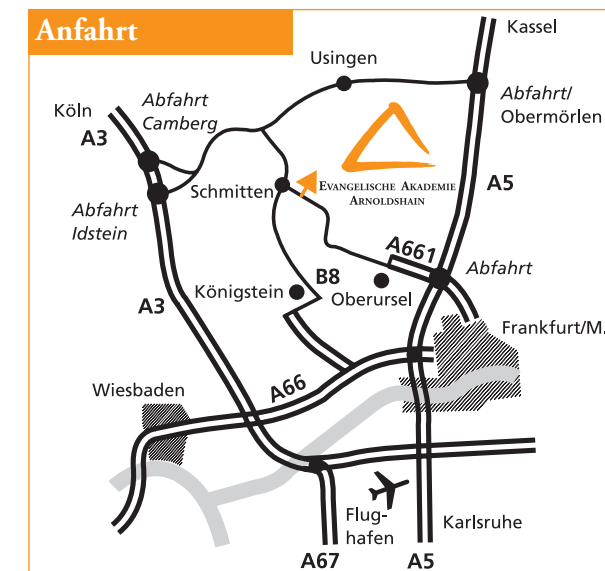 Anfahrt
Kassel
Usingen
Köln
Abfahrt
Camberg
A3
Abfahrt/
Obermörlen
A5
Schmitten
EVANGELISCHE AKADEMIE
ARNOLDSHAIN
Abfahrt
Idstein
A661
Abfahrt
B8
Königstein
Oberursel
A3
Frankfurt/M.
Wiesbaden
A66
Flug-
hafen
Karlsruhe
A67
A5